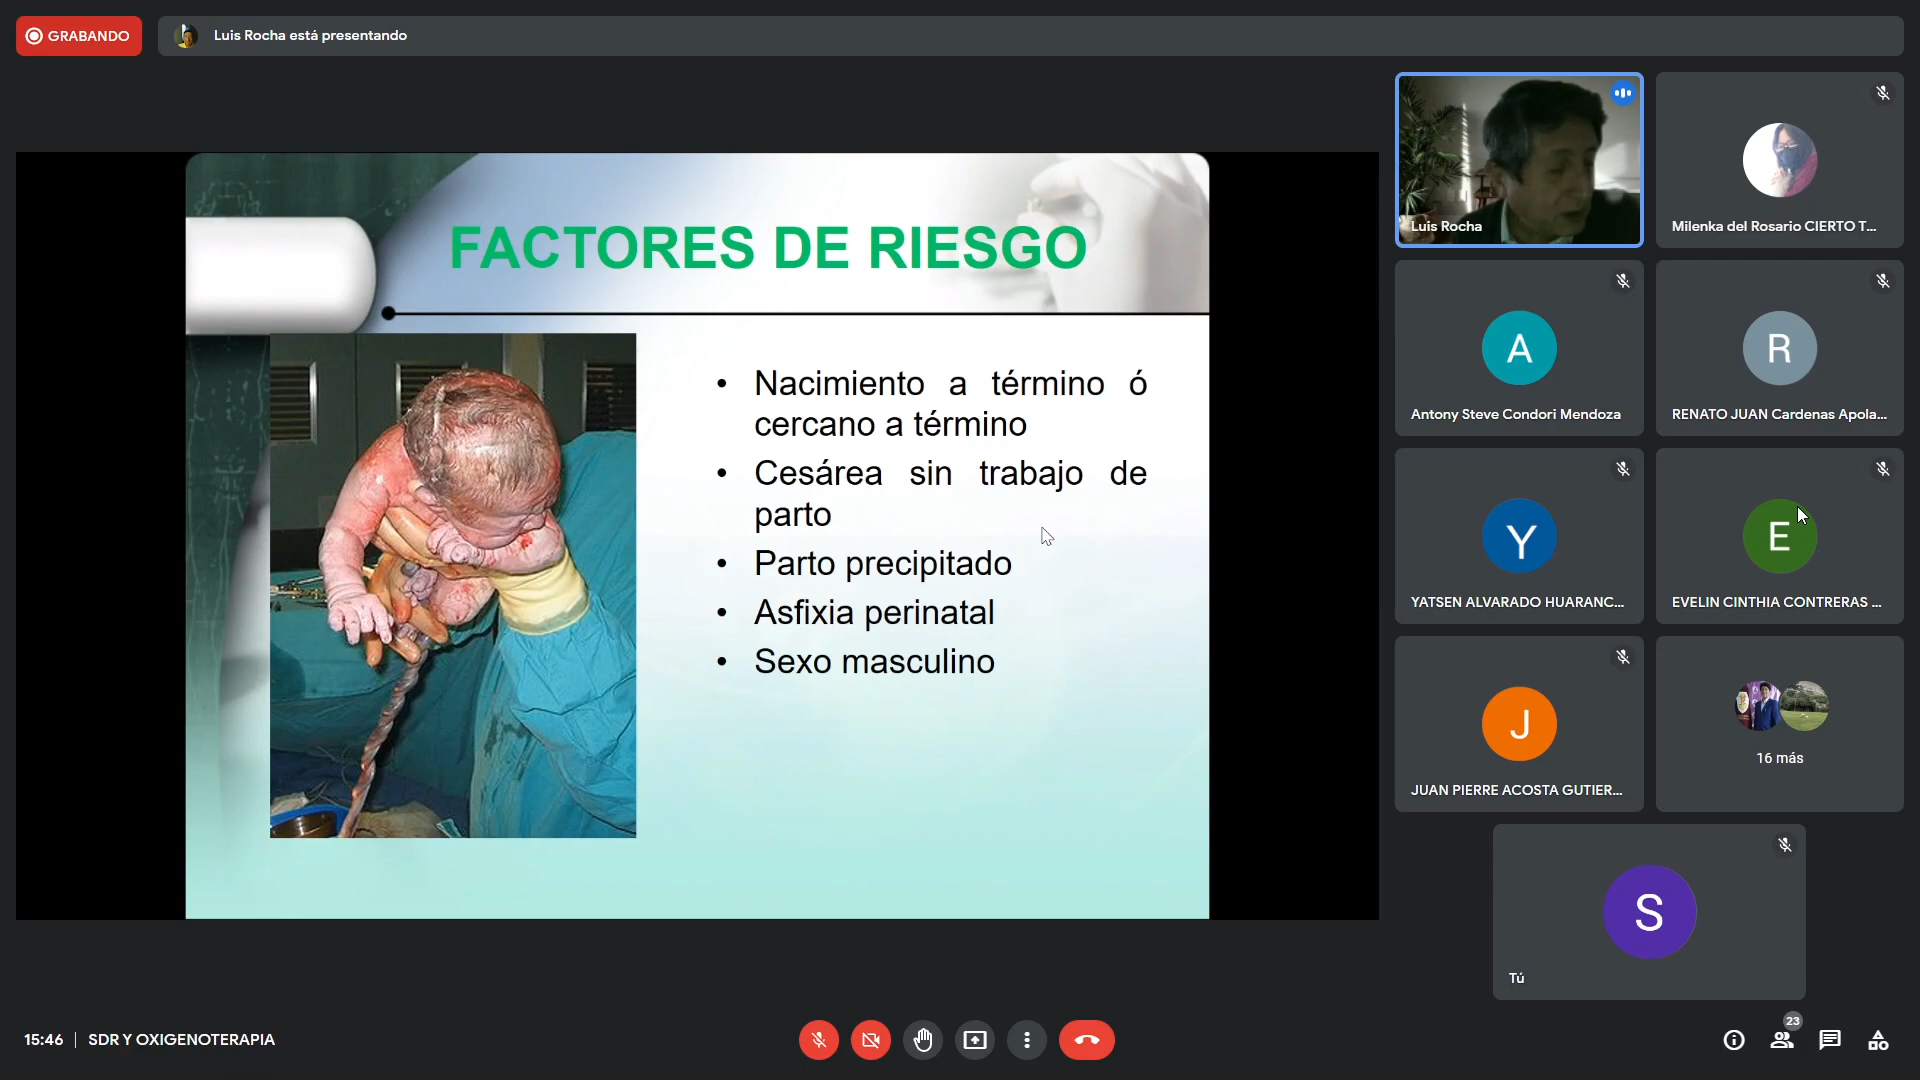 GRABANDO
Luis Rocha está presentando
FACTORES DE RIESGO
• Nacimiento a término ó
cercano a término
• Cesárea sin trabajo de
parto
• Parto precipitado
• Asfixia perinatal
• Sexo masculino
Luis Rocha
Milenka del Rosario CIERTO T...
A
Antony Steve Condori Mendoza
R
RENATO JUAN Cardenas Apola...
Y
YATSEN ALVARADO HUARANC...
E
EVELIN CINTHIA CONTRERAS ...
J
JUAN PIERRE ACOSTA GUTIER...
16 más
S
Tú
15:46 | SDR Y OXIGENOTERAPIA
23